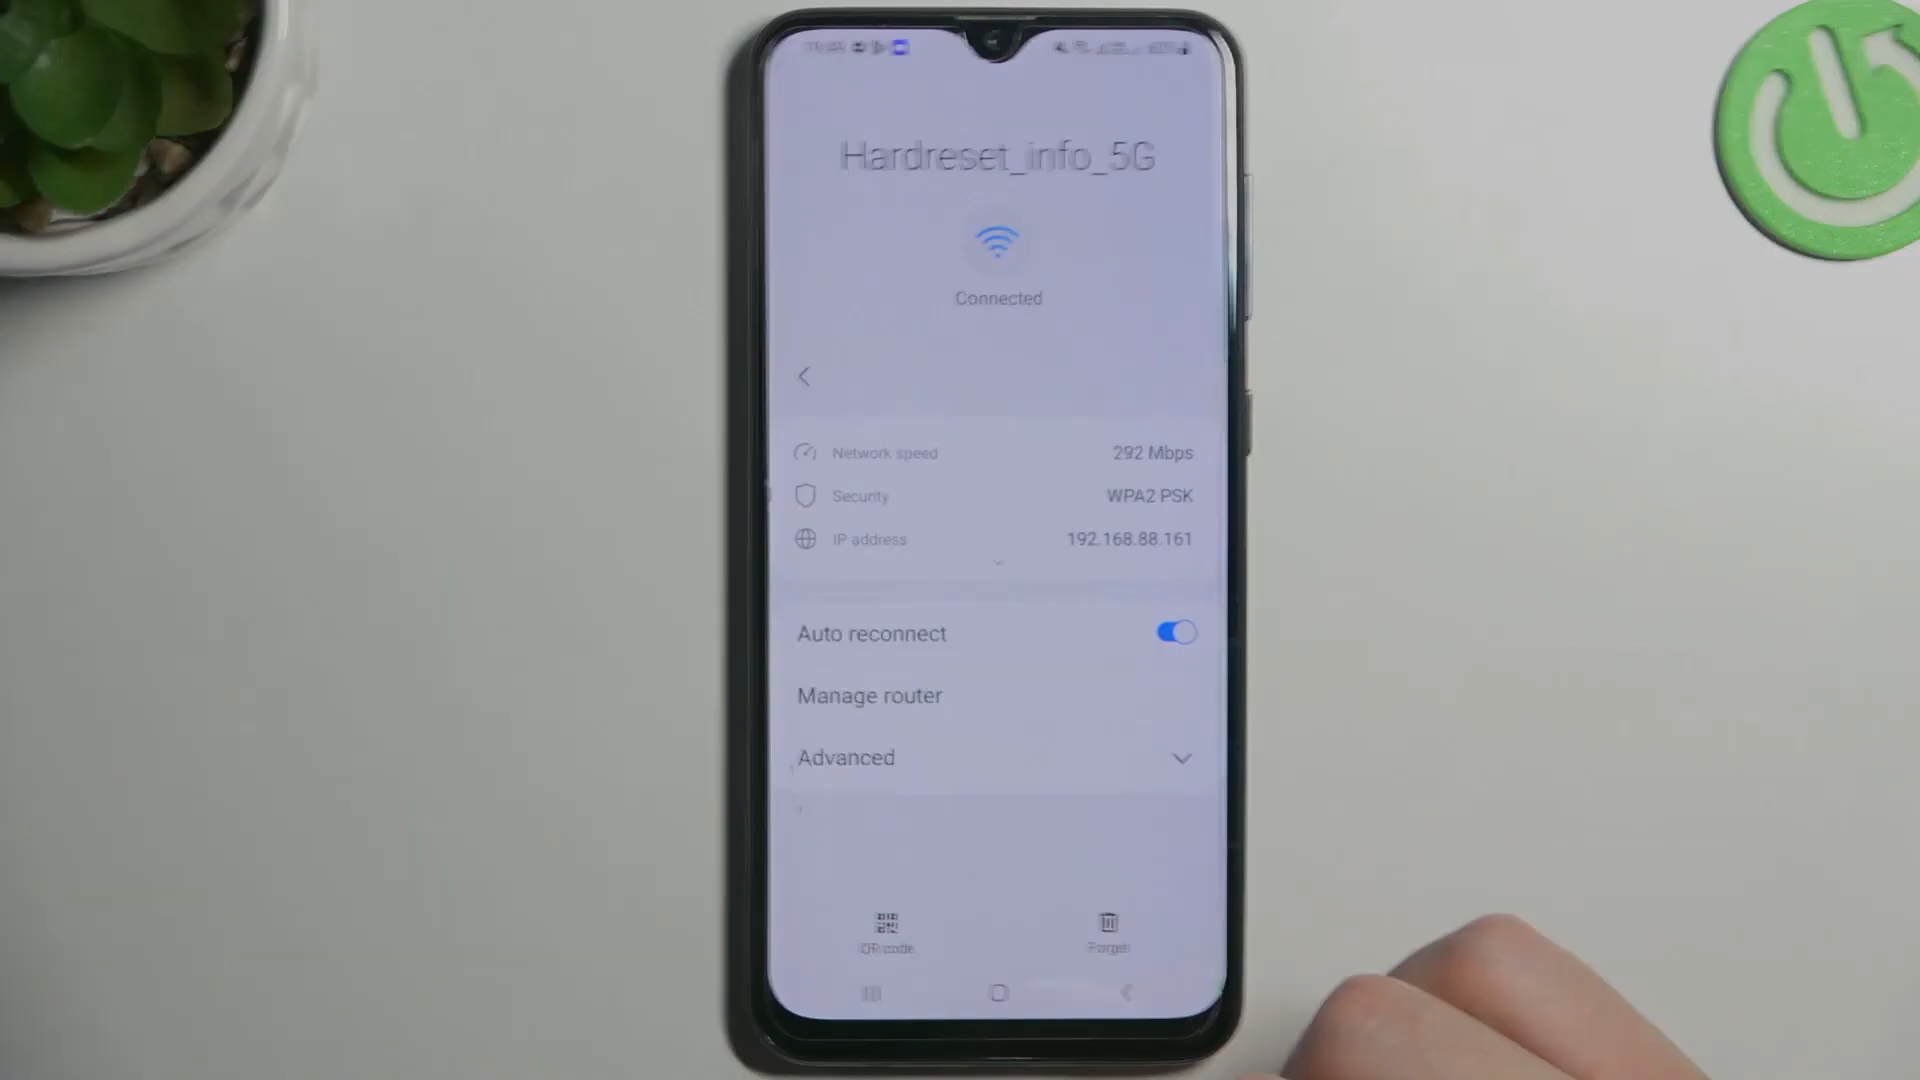 Hardreset_info_5G
Connected
Network speed 292 Mbps
Security WPA2 PSK
IP address 192.168.88.161
Auto reconnect
Manage router
Advanced
QR code Forget